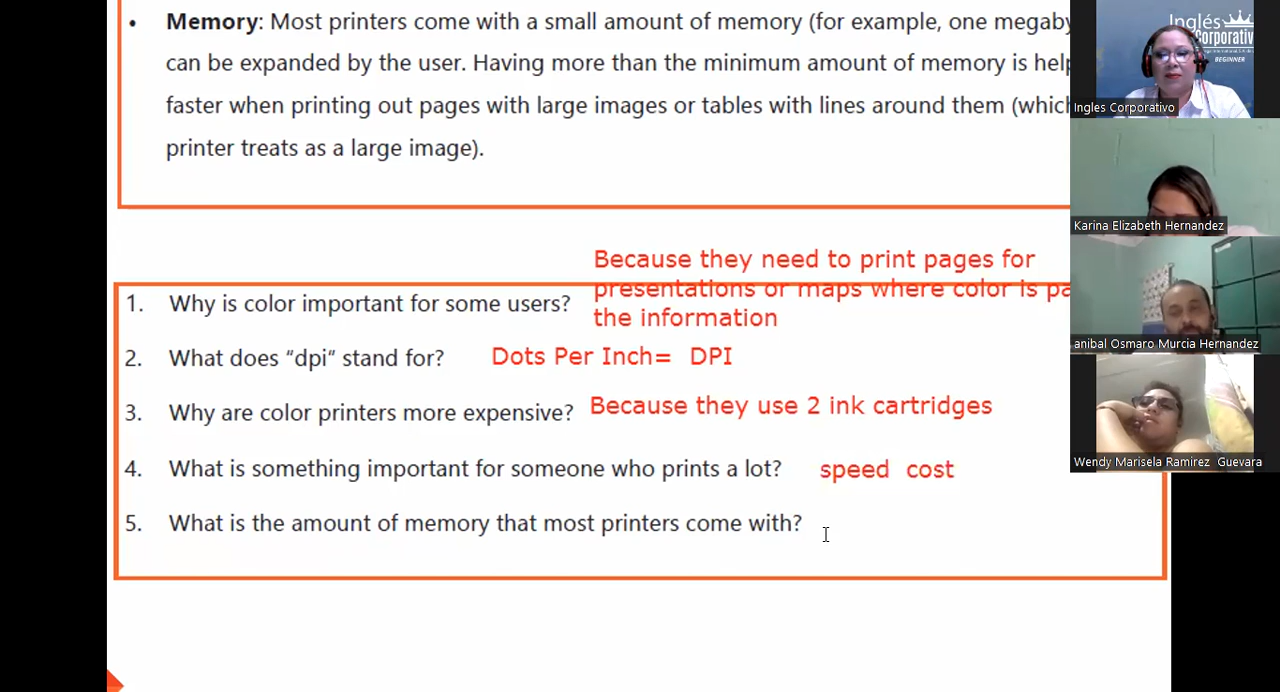 • Memory: Most printers come with a small amount of memory (for example, one
can be expanded by the user. Having more than the minimum amount of memory is
faster when printing out pages with large images or tables with lines around them
printer treats as a large image).
Because they need to print pages for
presentations or maps where color is
the information
1. Why is color important for some users?
2. What does “dpi“ stand for?
Dots Per Inch= DPI
3. Why are color printers more expensive?
Because they use 2 ink cartridges
4. What is something important for someone who prints a lot?
speed cost
5. What is the amount of memory that most printers come with?
Inglés
Corporativo
BEGINNER
Ingles Corporativo
Karina Elizabeth Hernandez
anibal Osmaro Murcia Hernandez
Wendy Marisela Ramirez Guevara